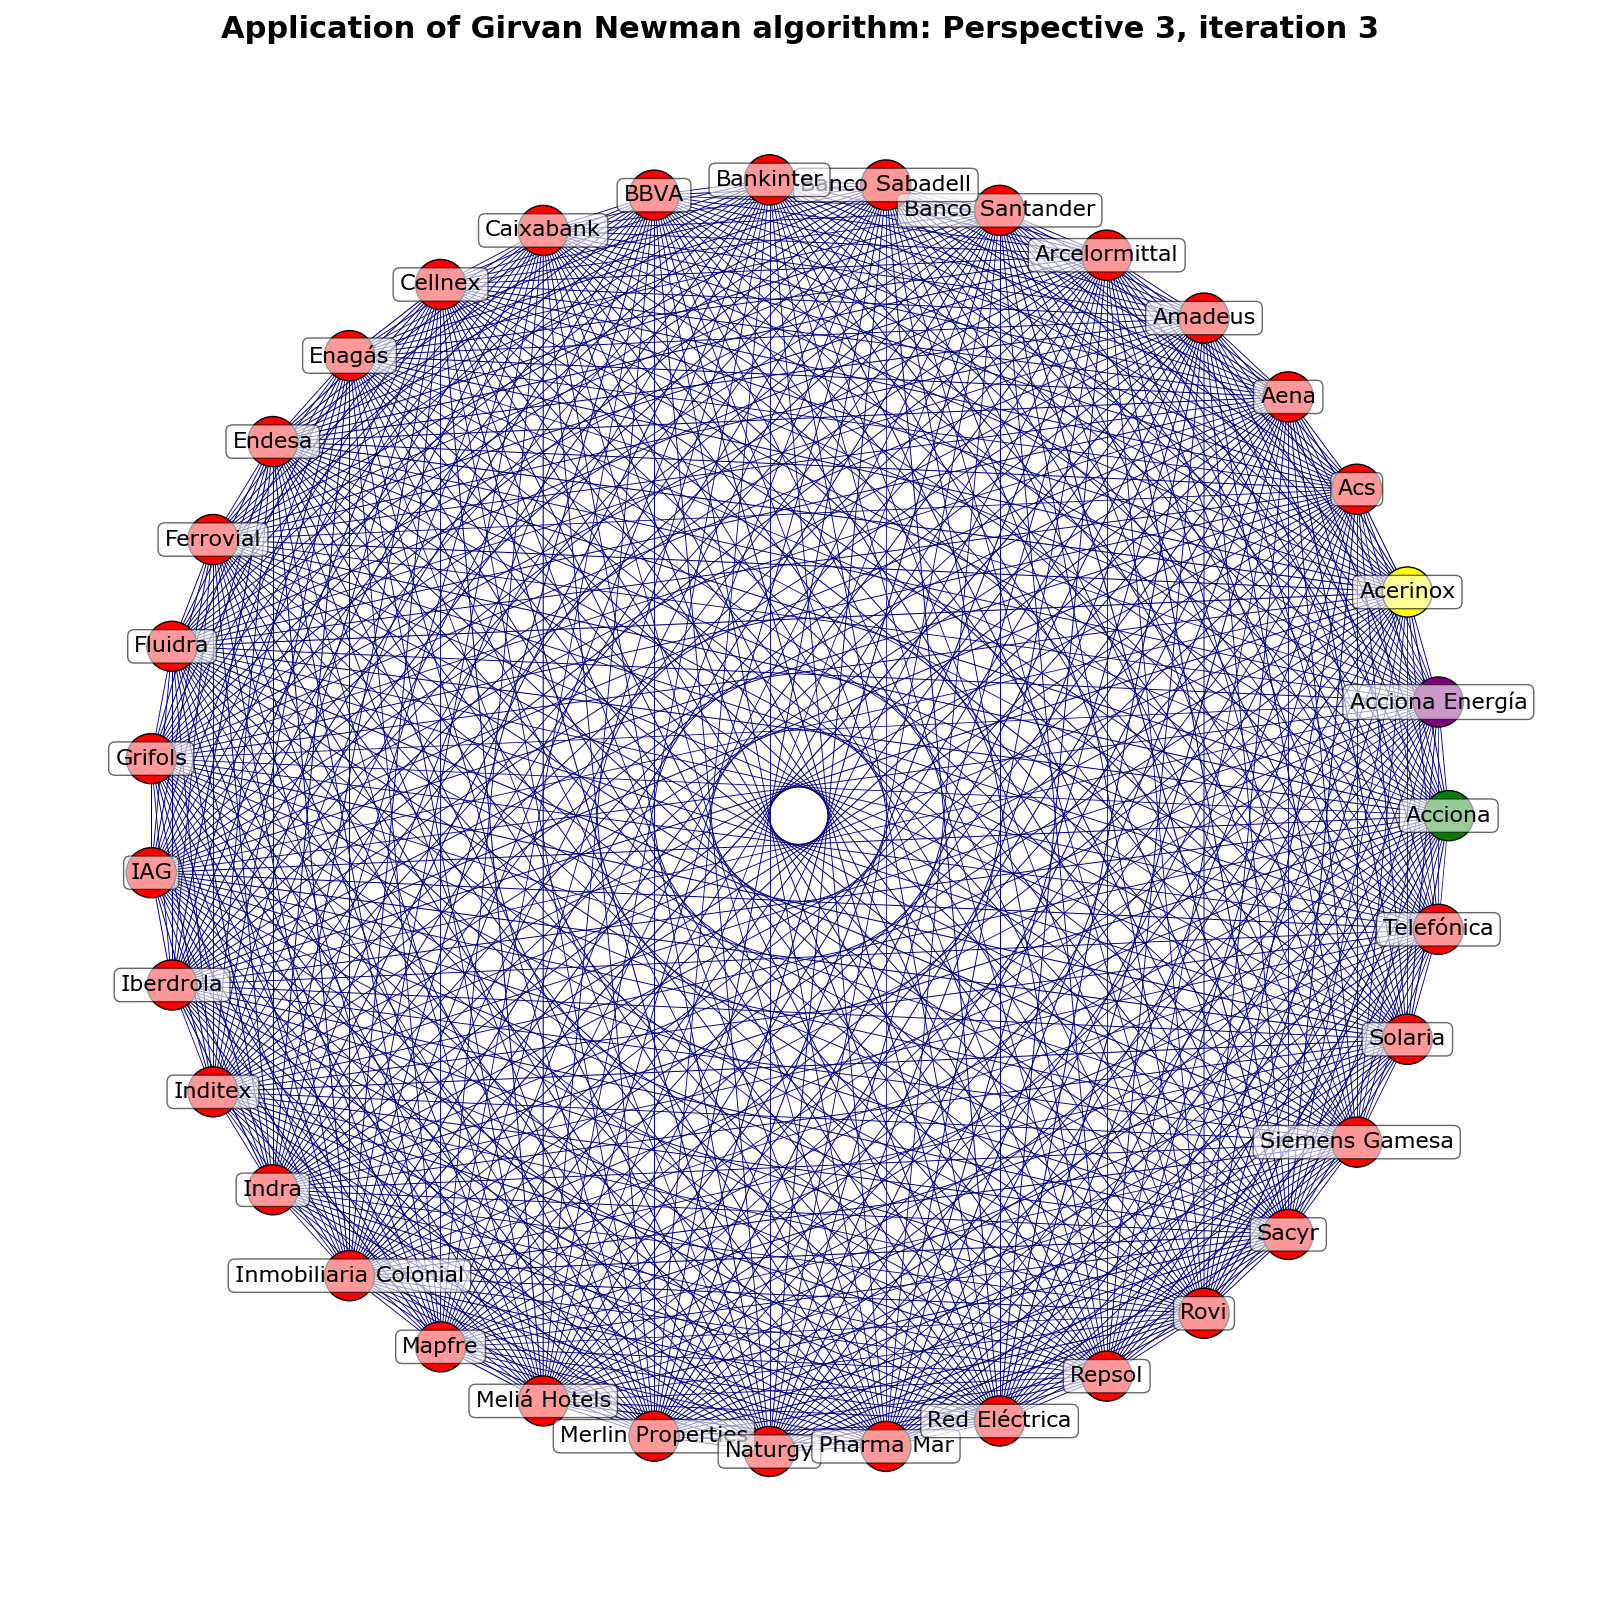 Application of Girvan Newman algorithm: Perspective 3, iteration 3
Bankinter
Banco Sabadell
BBVA
Banco Santander
Caixabank
Arcelormittal
Cellnex
Amadeus
Enagás
Aena
Endesa
Acs
Ferrovial
Acerinox
Fluidra
Acciona Energía
Grifols
Acciona
IAG
Telefónica
Iberdrola
Solaria
Inditex
Siemens Gamesa
Indra
Sacyr
Inmobiliaria Colonial
Rovi
Mapfre
Repsol
Meliá Hotels
Red Eléctrica
Merlin Properties
Naturgy
Pharma Mar